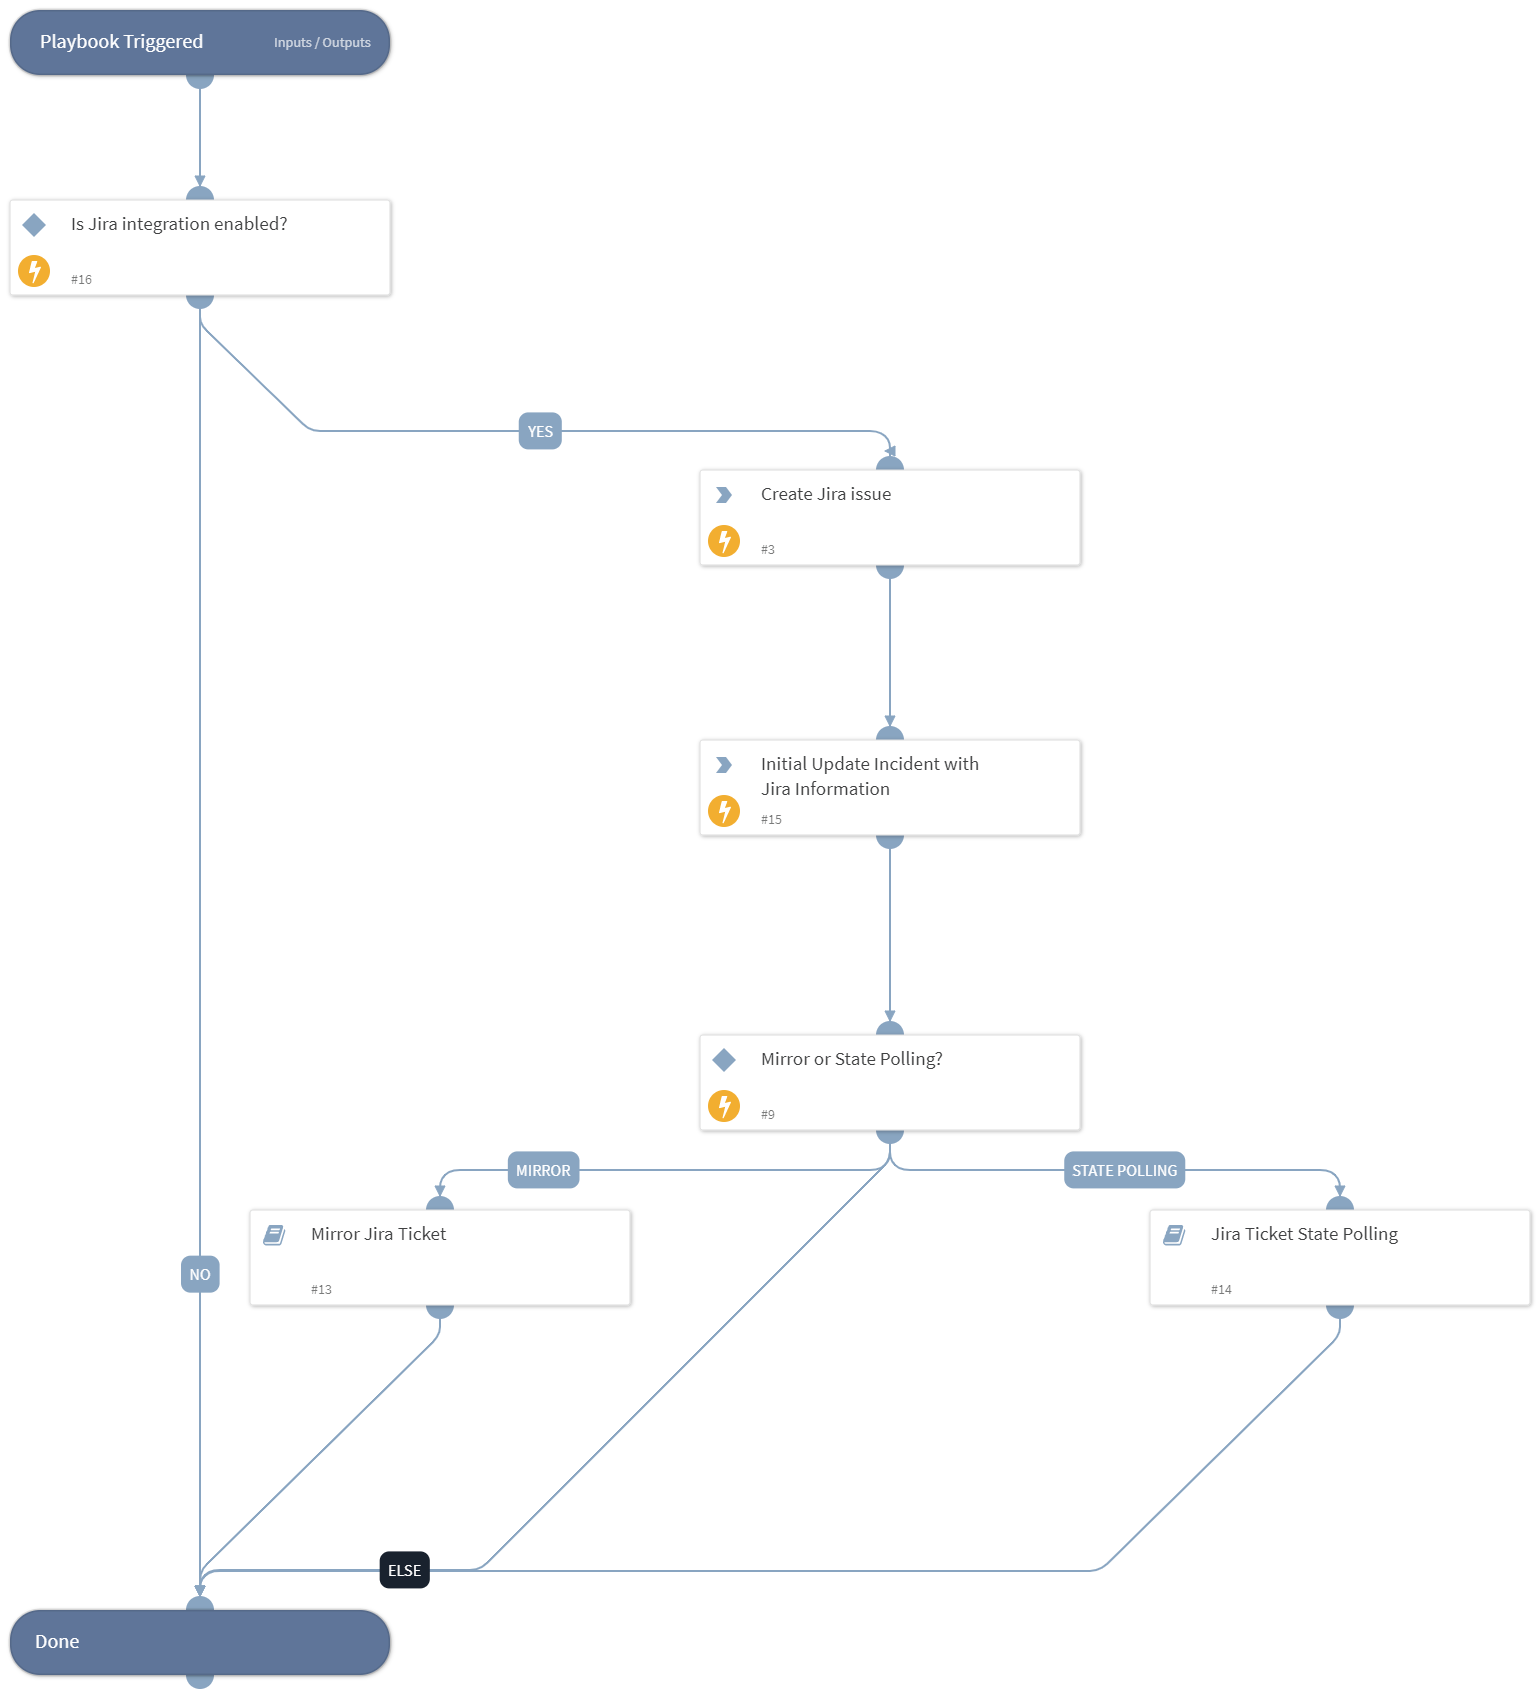 Playbook Triggered
Inputs / Outputs
Is Jira integration enabled?
#16
YES
Create Jira issue
#3
Initial Update Incident with
Jira Information
#15
Mirror or State Polling?
#9
MIRROR
STATE POLLING
Mirror Jira Ticket
#13
Jira Ticket State Polling
#14
NO
ELSE
Done